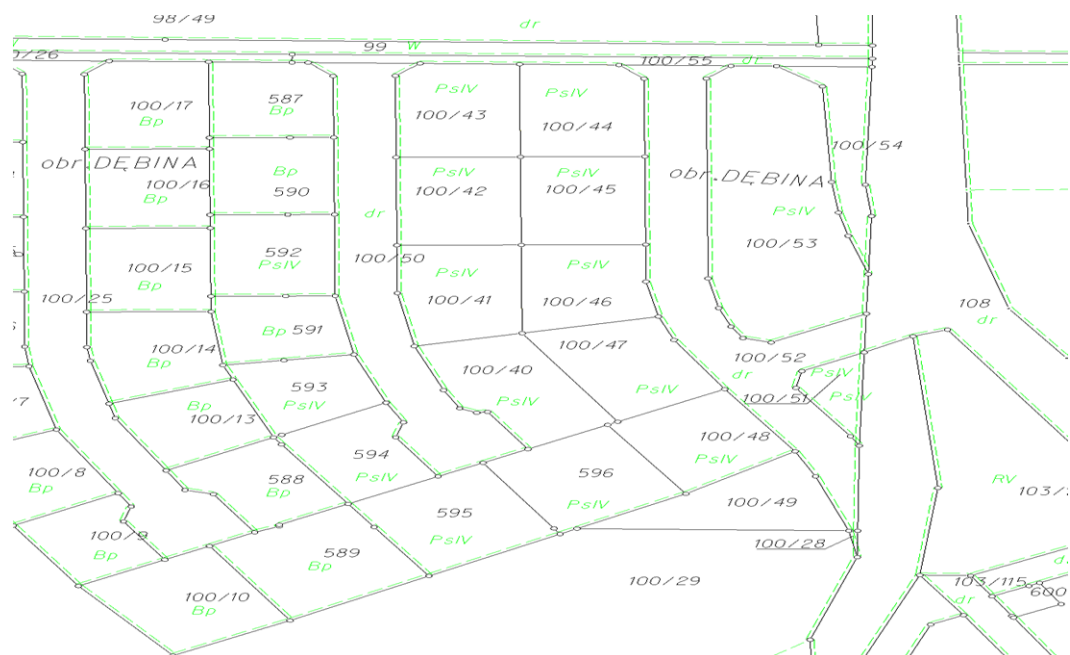 98/49
dr
99
W
100/55
dr
0/26
587
Bp
100/17
Bp
PsIV
100/43
PsIV
100/44
100/54
obr.DĘBINA
100/16
Bp
Bp
590
PsIV
100/42
PsIV
100/45
obr.DĘBINA
dr
PsIV
100/53
592
PsIV
100/50
100/15
Bp
PsIV
100/41
PsIV
100/46
100/25
108
dr
Bp
591
100/14
Bp
100/47
100/52
dr
100/40
PsIV
PsIV
PsIV
100/51
PsIV
593
PsIV
Bp
100/13
/7
594
PsIV
100/48
PsIV
100/8
Bp
588
Bp
596
PsIV
RV
100/49
595
PsIV
100/9
Bp
100/28
589
Bp
100/29
103/115
dr
600
100/10
Bp